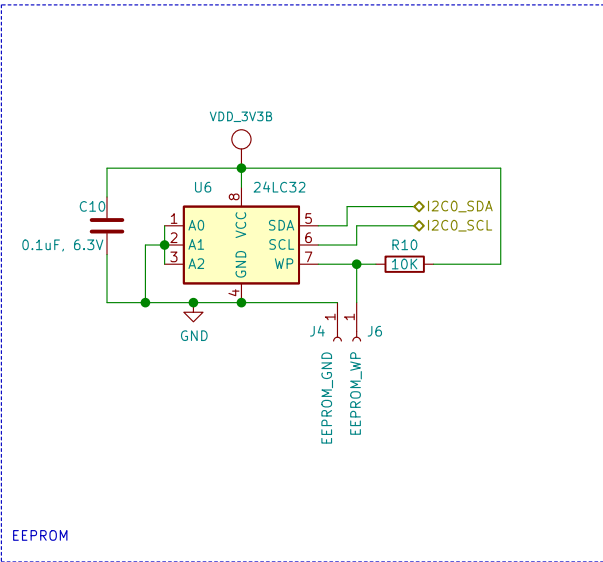 VDD_3V3B
U6
24LC32
8
C10
0.1uF, 6.3V
1
A0
VCC
SDA
5
I2C0_SDA
2
A1
SCL
6
I2C0_SCL
3
A2
GND
WP
7
R10
10K
4
GND
J4
1
1
J6
EEPROM_GND
EEPROM_WP
EEPROM